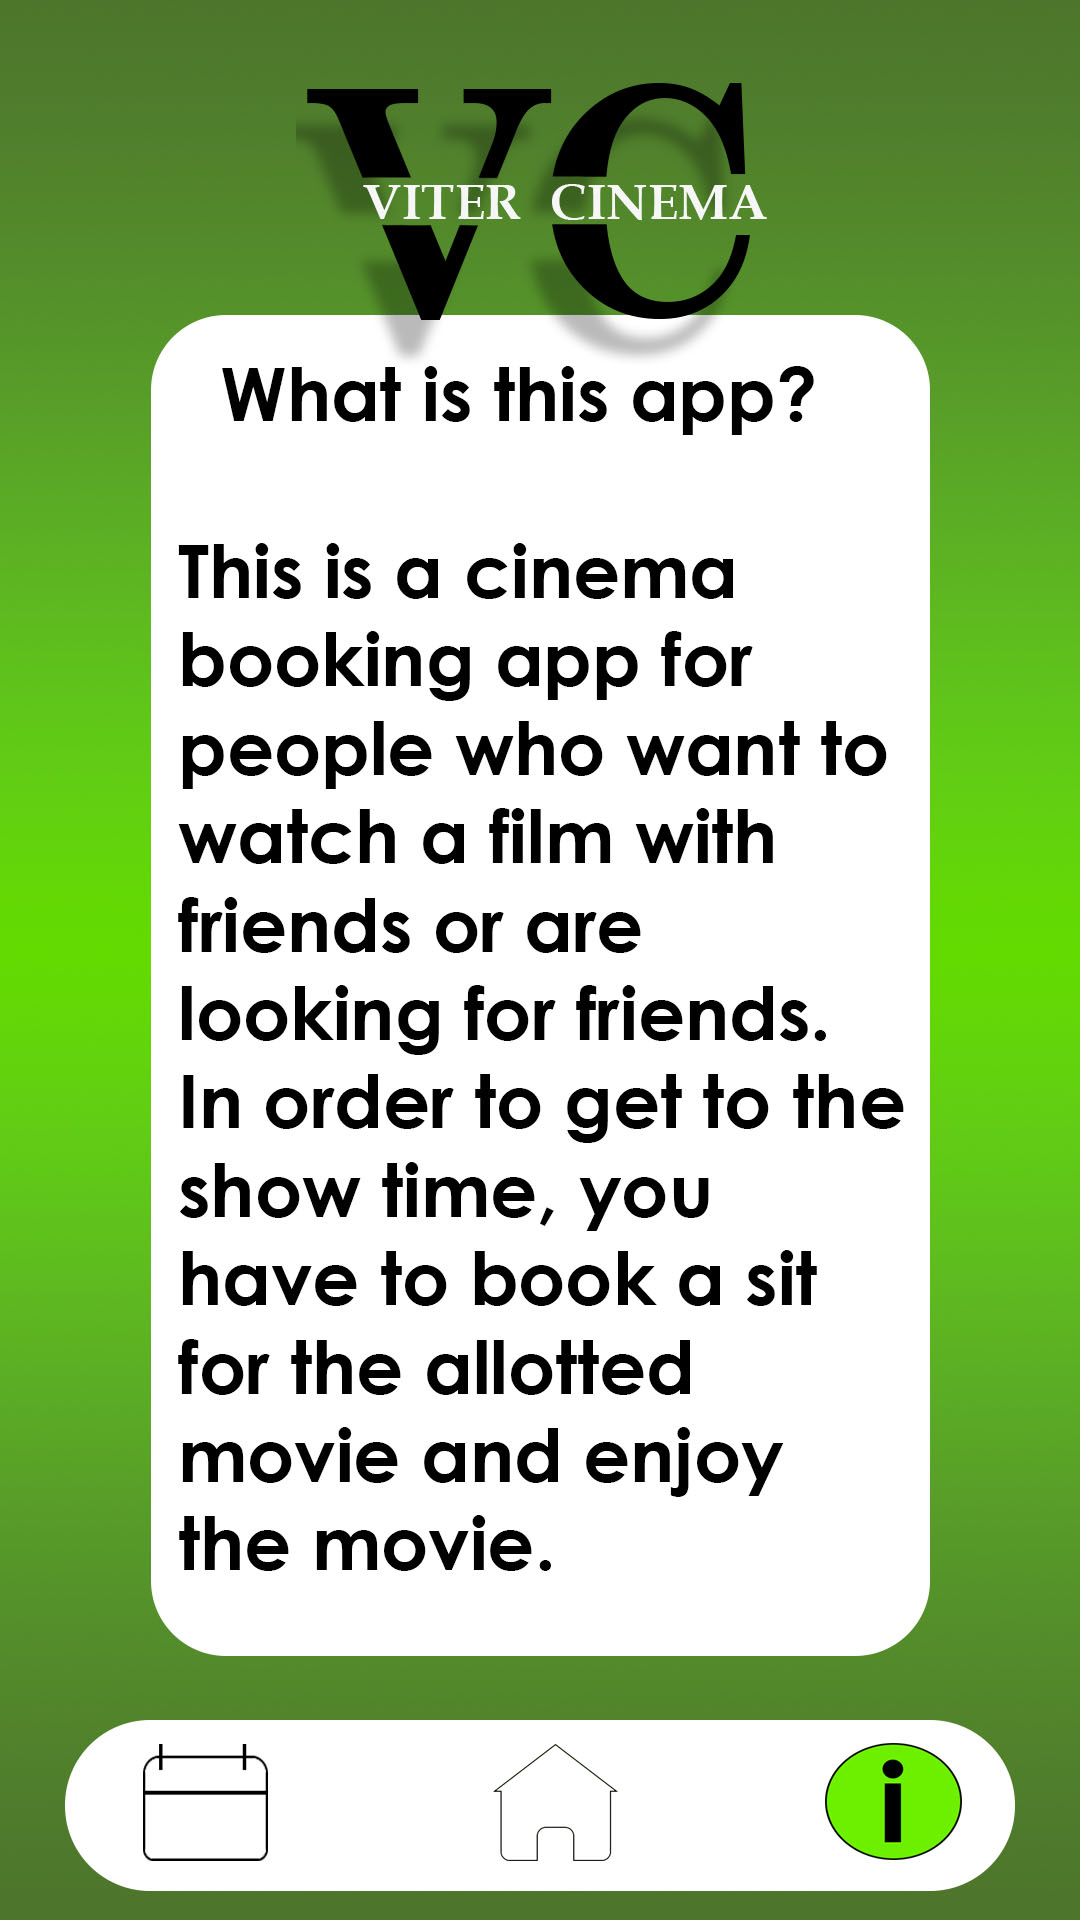 VC
VITER CINEMA
What is this app?
This is a cinema
booking app for
people who want to
watch a film with
friends or are
looking for friends.
In order to get to the
show time, you
have to book a sit
for the allotted
movie and enjoy
the movie.
i